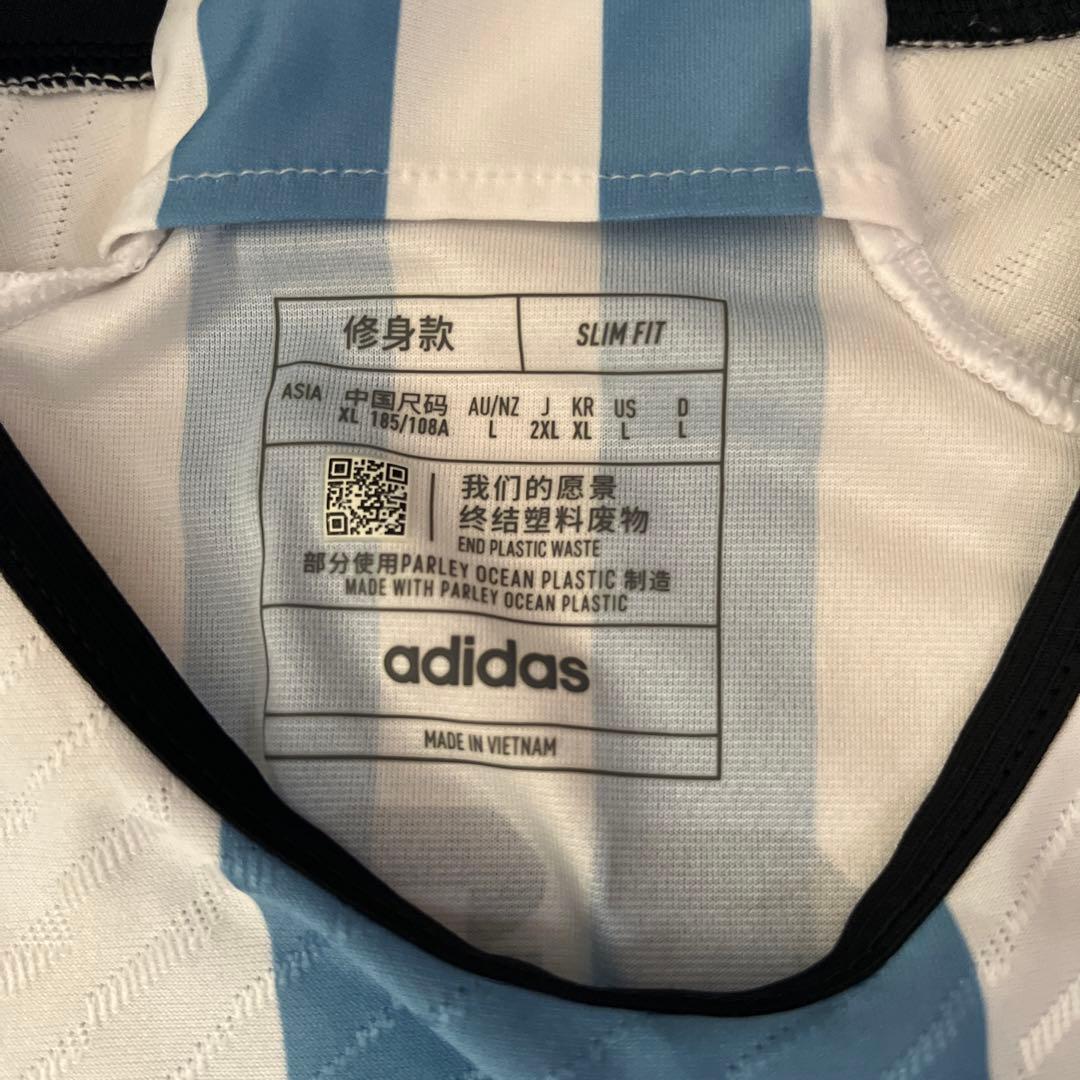 修身款 SLIM FIT
ASIA 中国尺码 AU/NZ J KR US D
XL 185/108A L 2XL XL L L
我们的愿景
终结塑料废物
END PLASTIC WASTE
部分使用PARLEY OCEAN PLASTIC 制造
MADE WITH PARLEY OCEAN PLASTIC
adidas
MADE IN VIETNAM